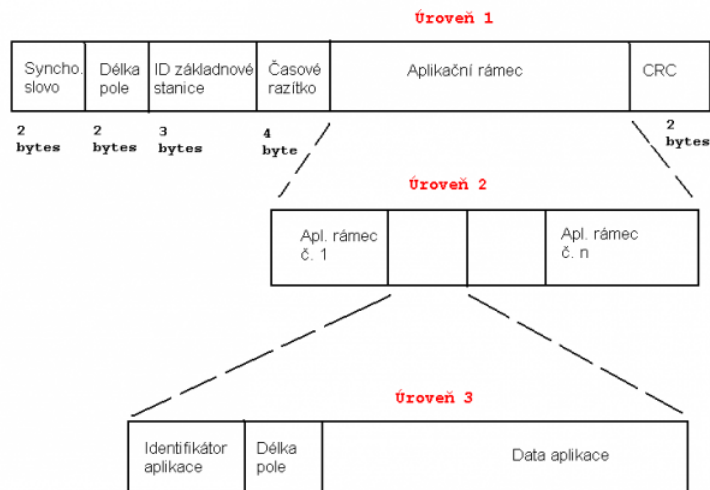 Úroveň 1
Syncho. Délka ID základnové Časové Aplikační rámec CRC
slovo pole stanice razítko
2 2 3 4 2
bytes bytes bytes byte bytes
Úroveň 2
Apl. rámec Apl. rámec
č. 1 č. n
Úroveň 3
Identifikátor Délka Data aplikace
aplikace pole